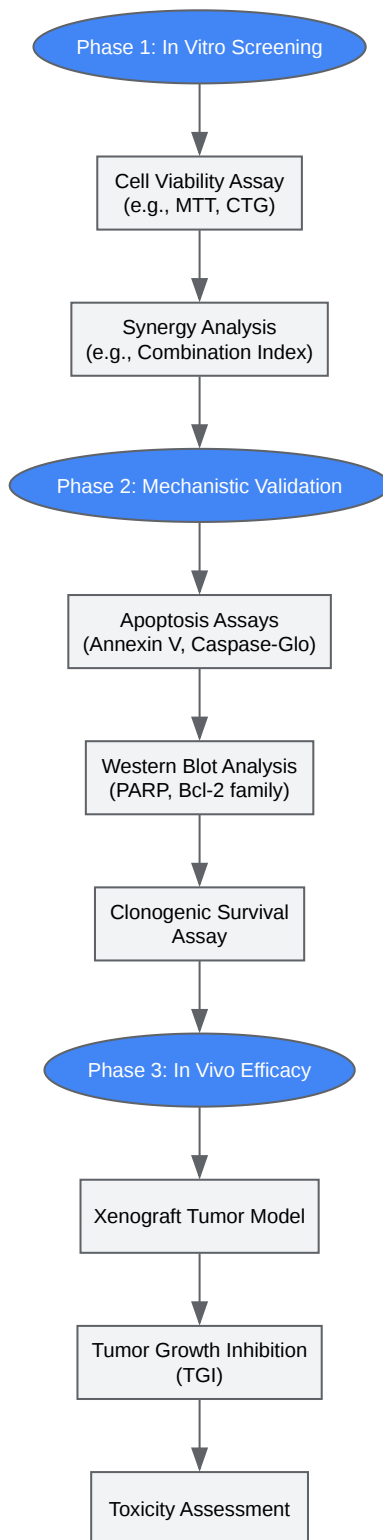 Phase 1: In Vitro Screening
Cell Viability Assay
(e.g., MTT, CTG)
Synergy Analysis
(e.g., Combination Index)
Phase 2: Mechanistic Validation
Apoptosis Assays
(Annexin V, Caspase-Glo)
Western Blot Analysis
(PARP, Bcl-2 family)
Clonogenic Survival
Assay
Phase 3: In Vivo Efficacy
Xenograft Tumor Model
Tumor Growth Inhibition
(TGI)
Toxicity Assessment